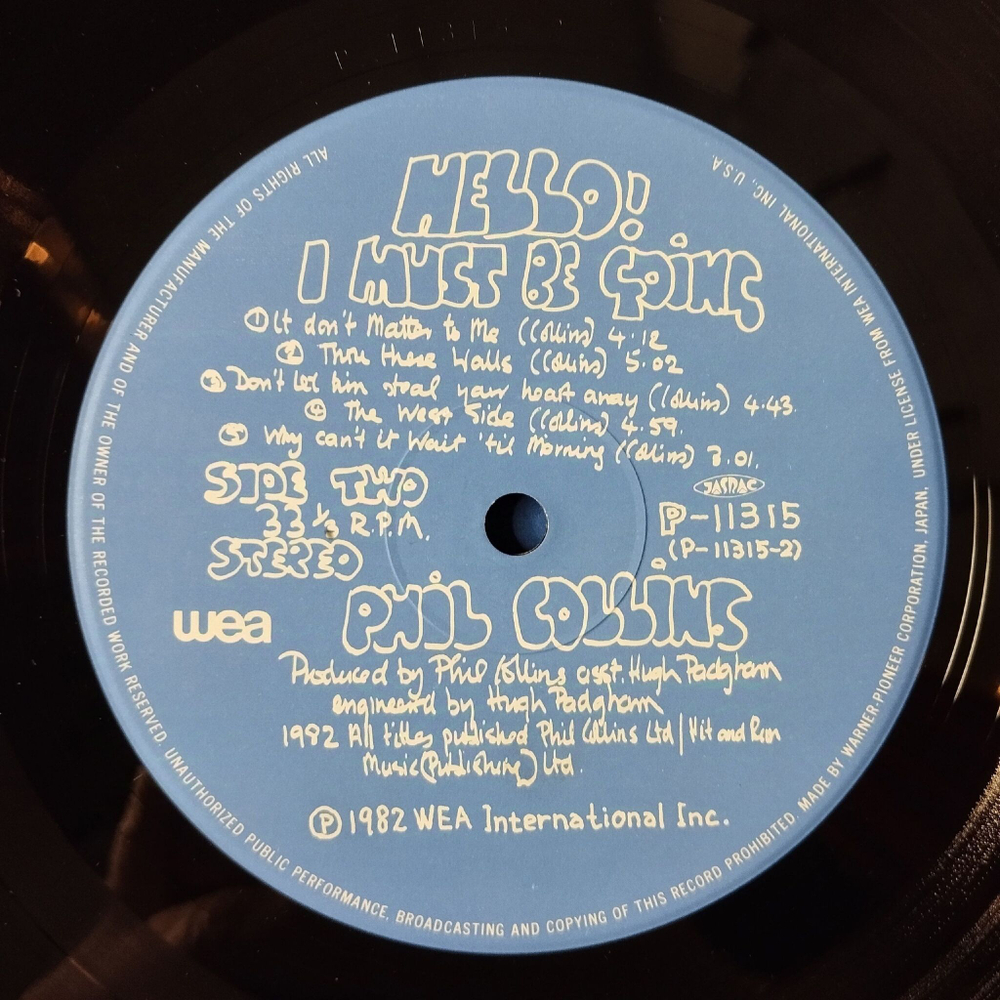 HELLO!
I MUST BE GOING
① It don't Matter to Me (Collins) 4:12
② Thru these Walls (Collins) 5.02
③ Don't let him steal your heart away (Collins) 4.43.
④ The West Side (Collins) 4.59.
⑤ Why can't it Wait 'til Morning (Collins) 3.01.
SIDE TWO
33 1/3 R.P.M.
STEREO
JASRAC
P-11315
(P-11315-2)
wea
PHIL COLLINS
Produced by Phil Collins asst. Hugh Padgham
engineered by Hugh Padgham
1982 All titles published Phil Collins Ltd / Hit and Run
Music (Publishing) Ltd.
Ⓟ 1982 WEA International Inc.
ALL RIGHTS OF THE MANUFACTURER AND OF THE OWNER OF THE RECORDED WORK RESERVED. UNAUTHORIZED PUBLIC PERFORMANCE, BROADCASTING AND COPYING OF THIS RECORD PROHIBITED. MADE BY WARNER-PIONEER CORPORATION, JAPAN, UNDER LICENSE FROM WEA INTERNATIONAL INC., U.S.A.